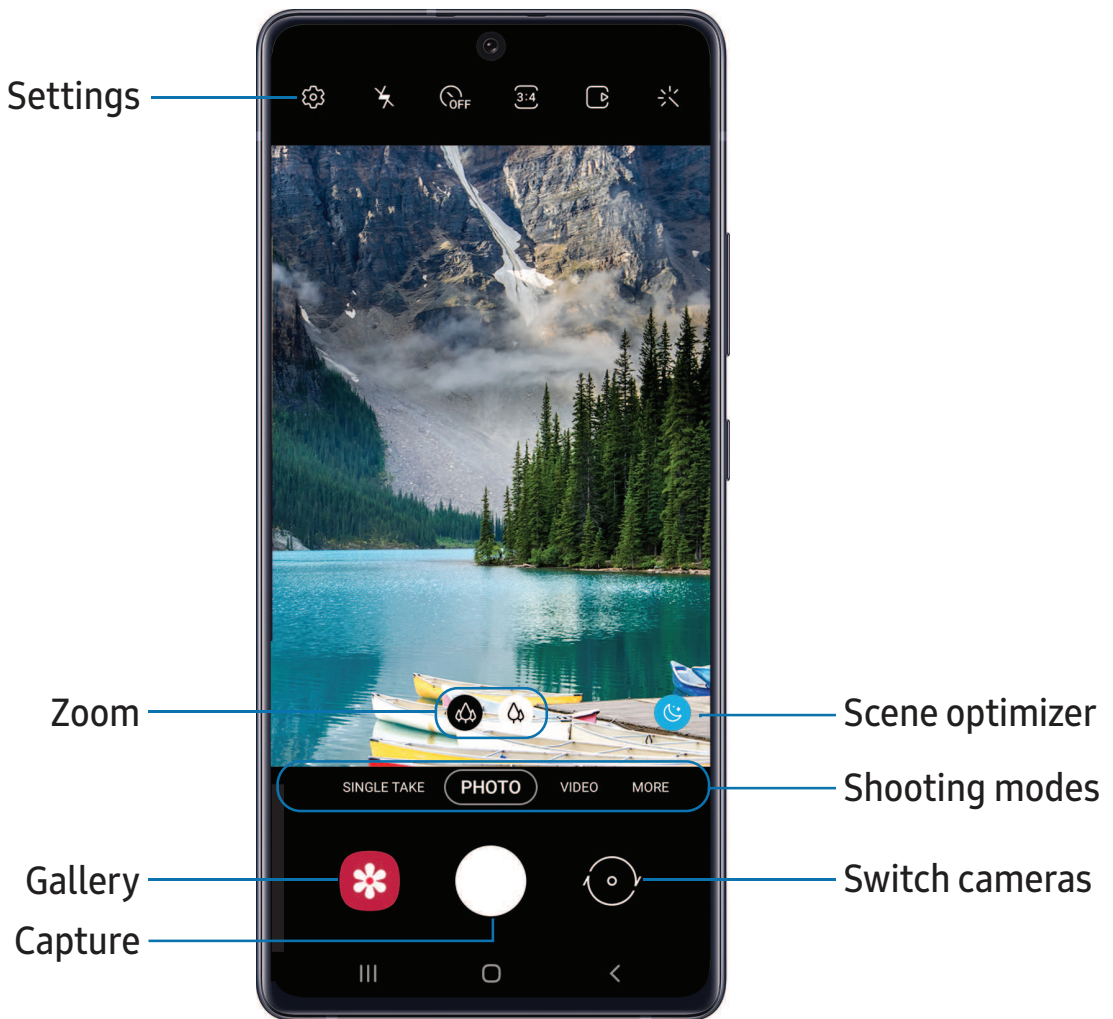 Settings
OFF
3:4
Zoom
Scene optimizer
SINGLE TAKE PHOTO VIDEO MORE
Shooting modes
Gallery
Switch cameras
Capture